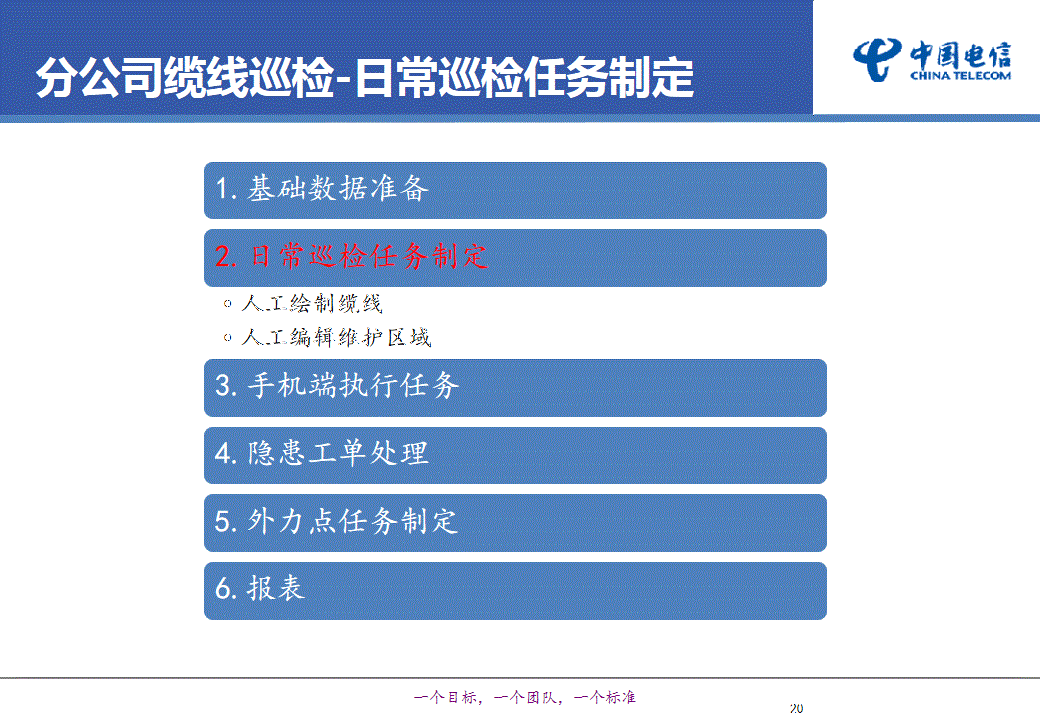 分公司缆线巡检-日常巡检任务制定
中国电信
CHINA TELECOM
1.基础数据准备
2.日常巡检任务制定
人工绘制缆线
人工编辑维护区域
3.手机端执行任务
4.隐患工单处理
5.外力点任务制定
6.报表
一个目标，一个团队，一个标准
20